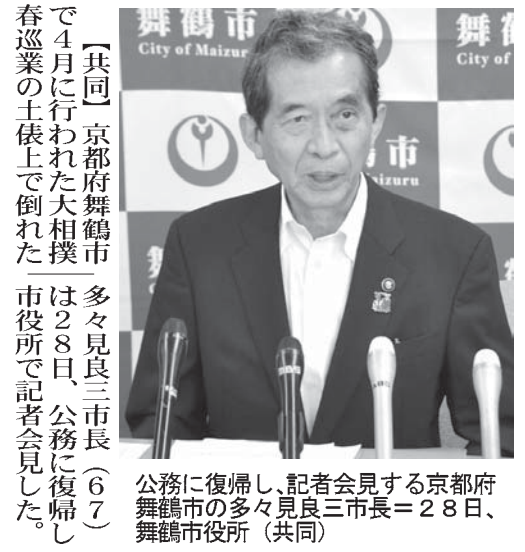 【共同】京都府舞鶴市
で４月に行われた大相撲
春巡業の土俵上で倒れた
多々見良三市長（６７）
は２８日、公務に復帰し
市役所で記者会見した。
舞鶴市
City of Maizur
舞鶴
City of M
鶴市
Maizuru
舞鶴
公務に復帰し、記者会見する京都府
舞鶴市の多々見良三市長＝２８日、
舞鶴市役所（共同）